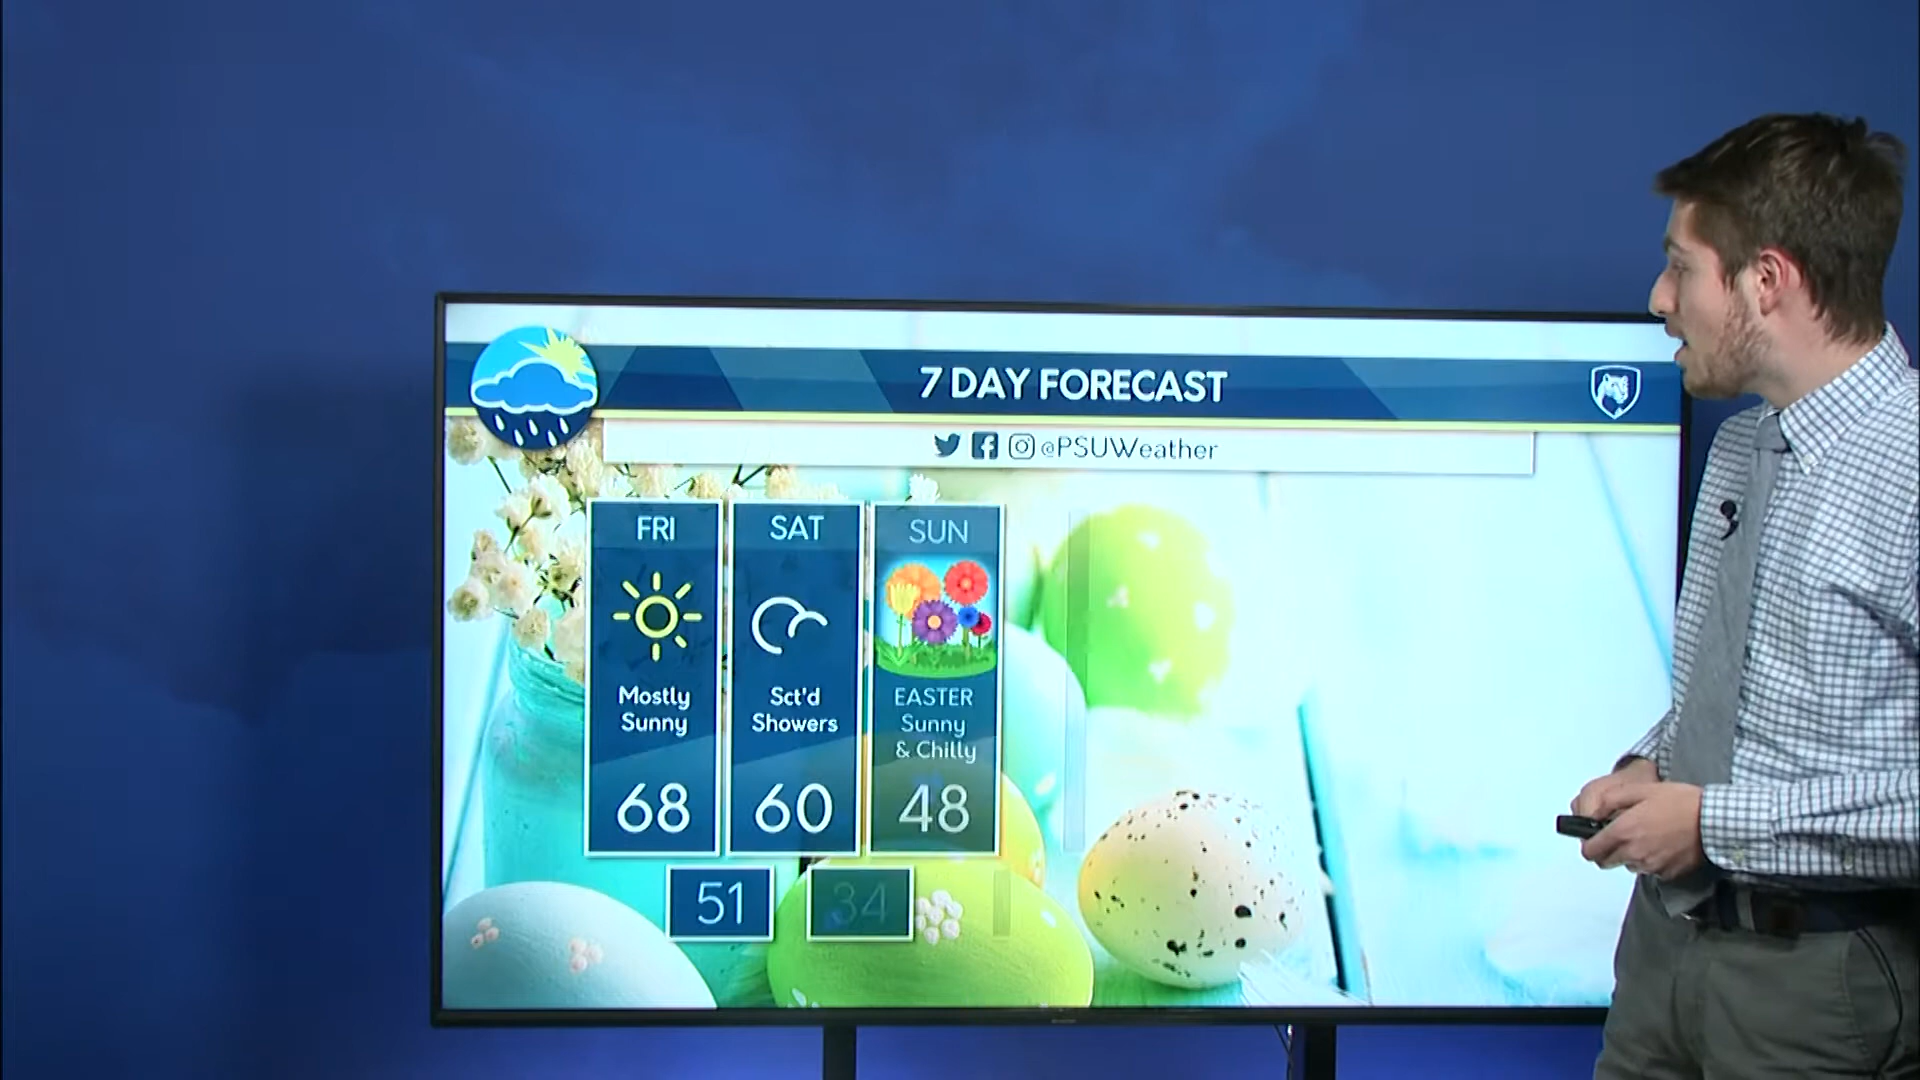 7 DAY FORECAST
@PSUWeather
FRI
Mostly
Sunny
68
SAT
Sct'd
Showers
60
SUN
EASTER
Sunny
& Chilly
48
51
34